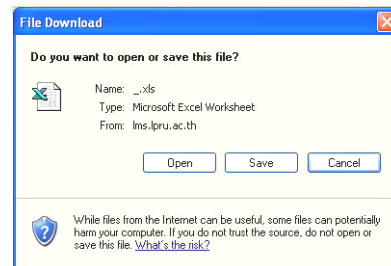 File Download
Do you want to open or save this file?
Name: _.xls
Type: Microsoft Excel Worksheet
From: lms.lpru.ac.th
Open Save Cancel
While files from the Internet can be useful, some files can potentially
harm your computer. If you do not trust the source, do not open or
save this file. What's the risk?